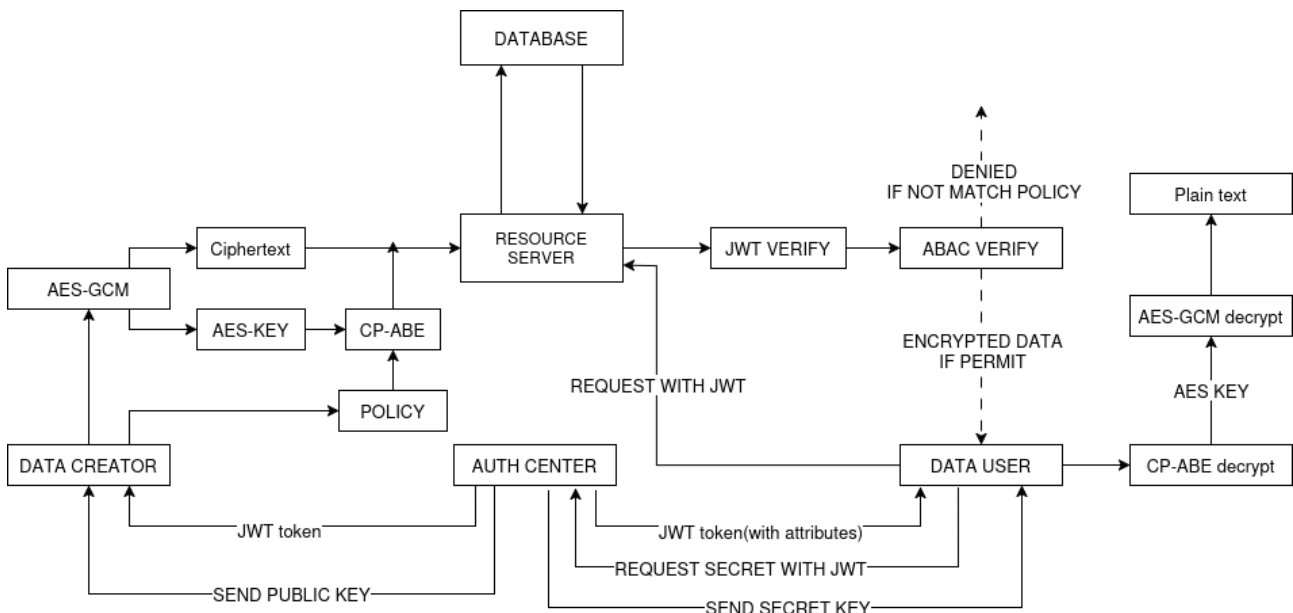 DATABASE
DENIED
IF NOT MATCH POLICY
Plain text
Ciphertext
RESOURCE
SERVER
JWT VERIFY
ABAC VERIFY
AES-GCM
AES-KEY
CP-ABE
AES-GCM decrypt
ENCRYPTED DATA
IF PERMIT
REQUEST WITH JWT
AES KEY
POLICY
DATA CREATOR
AUTH CENTER
DATA USER
CP-ABE decrypt
JWT token
JWT token(with attributes)
REQUEST SECRET WITH JWT
SEND PUBLIC KEY
SEND SECRET KEY